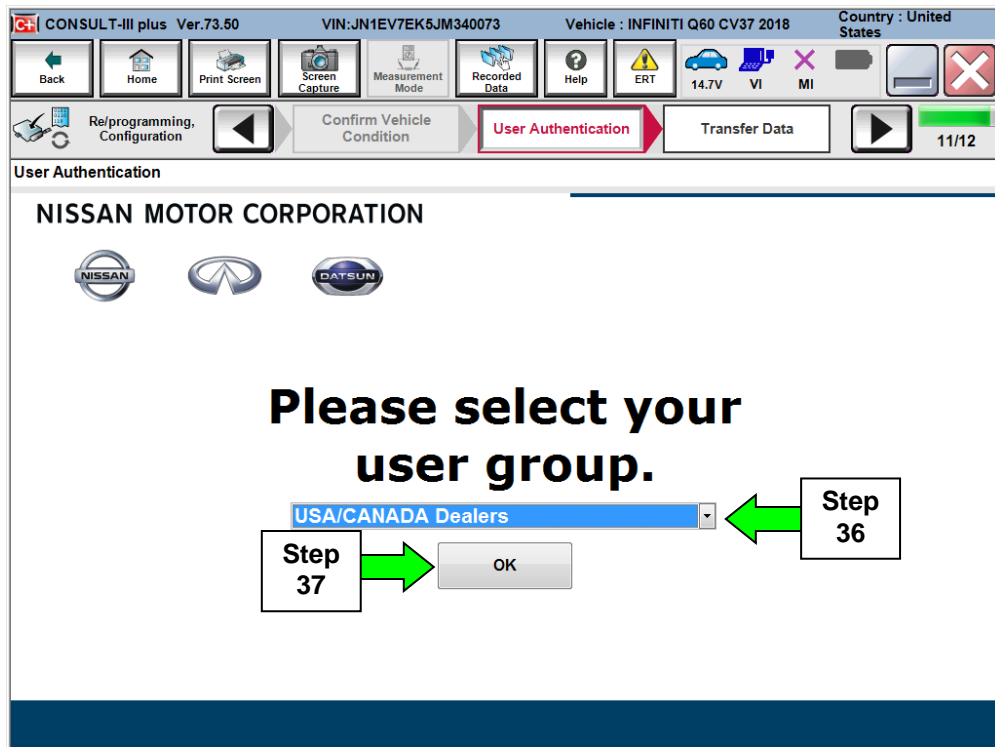 CONSULT-III plus Ver.73.50 VIN:JN1EV7EK5JM340073 Vehicle : INFINITI Q60 CV37 2018 Country : United
States
Back Home Print Screen Screen
Capture Measurement
Mode Recorded
Data Help ERT 14.7V VI MI
Re/programming,
Configuration
Confirm Vehicle
Condition
User Authentication
Transfer Data
11/12
User Authentication
NISSAN MOTOR CORPORATION
NISSAN
DATSUN
Please select your
user group.
USA/CANADA Dealers
Step
36
Step
37
OK